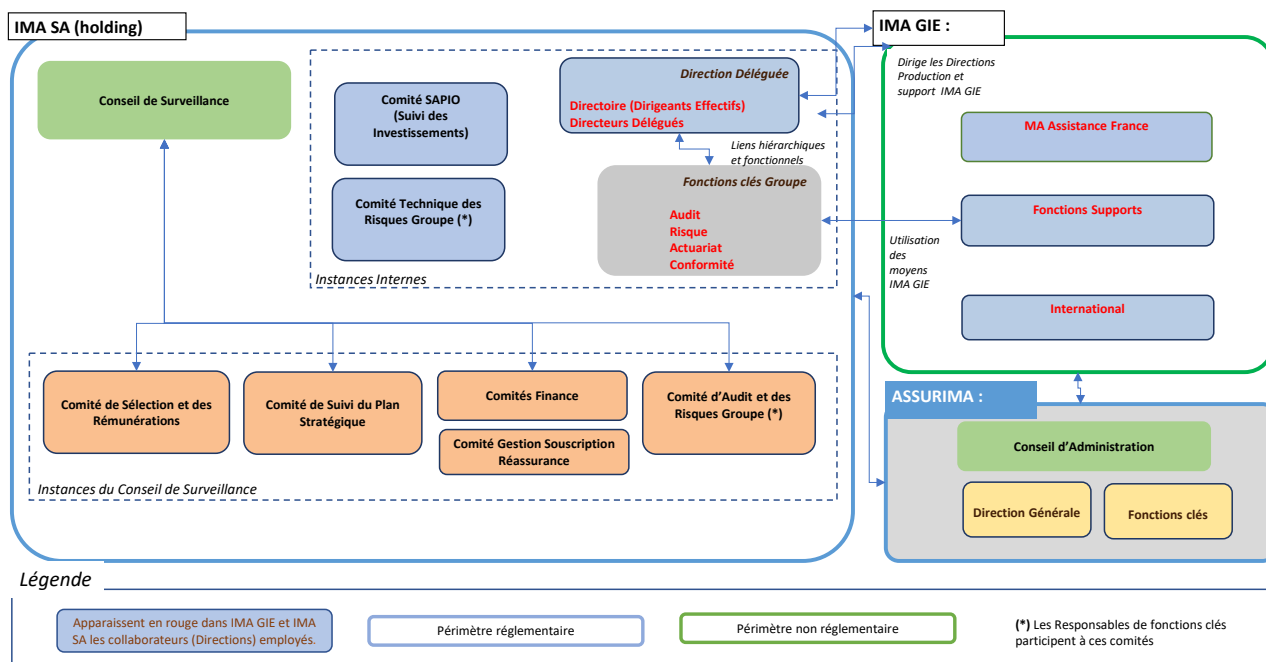 IMA SA (holding)
Conseil de Surveillance
Comité SAPIO
(Suivi des
Investissements)
Comité Technique des
Risques Groupe (*)
Instances Internes
Direction Déléguée
Directoire (Dirigeants Effectifs)
Directeurs Délégués
Liens hiérarchiques
et fonctionnels
Fonctions clés Groupe
Audit
Risque
Actuariat
Conformité
Comité de Sélection et des
Rémunérations
Comité de Suivi du Plan
Stratégique
Comités Finance
Comité Gestion Souscription
Réassurance
Comité d’Audit et des
Risques Groupe (*)
Instances du Conseil de Surveillance
IMA GIE :
Dirige les Directions
Production et
support IMA GIE
MA Assistance France
Fonctions Supports
Utilisation
des
moyens
IMA GIE
International
ASSURIMA :
Conseil d’Administration
Direction Générale
Fonctions clés
Légende
Apparaissent en rouge dans IMA GIE et IMA
SA les collaborateurs (Directions) employés.
Périmètre réglementaire
Périmètre non réglementaire
(*) Les Responsables de fonctions clés
participent à ces comités